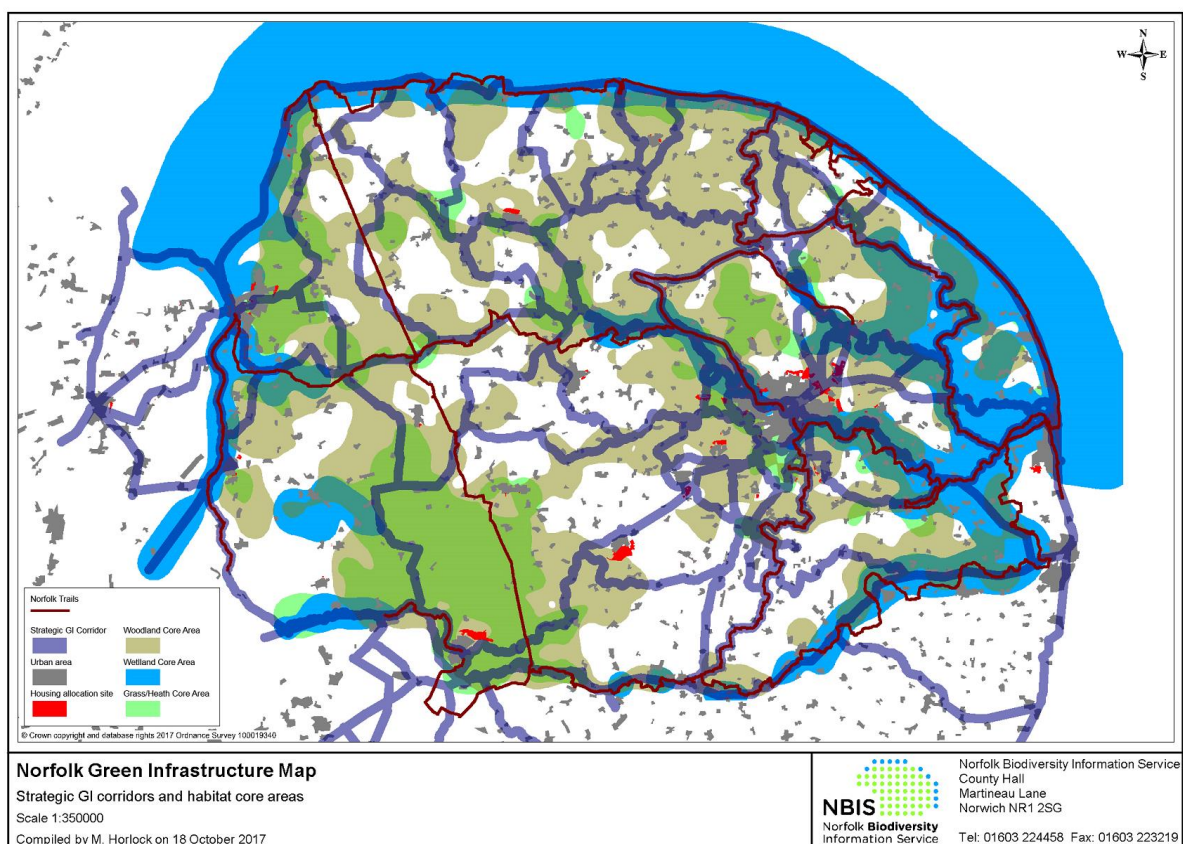 N
W E
S
Norfolk Trails
Strategic GI Corridor
Woodland Core Area
Urban area
Wetland Core Area
Housing allocation site
Grass/Heath Core Area
© Crown copyright and database rights 2017 Ordnance Survey 100019340
Norfolk Green Infrastructure Map
Strategic GI corridors and habitat core areas
Scale 1:350000
Compiled by M. Horlock on 18 October 2017
NBIS
Norfolk Biodiversity
Information Service
Norfolk Biodiversity Information Service
County Hall
Martineau Lane
Norwich NR1 2SG
Tel: 01603 224458 Fax: 01603 223219